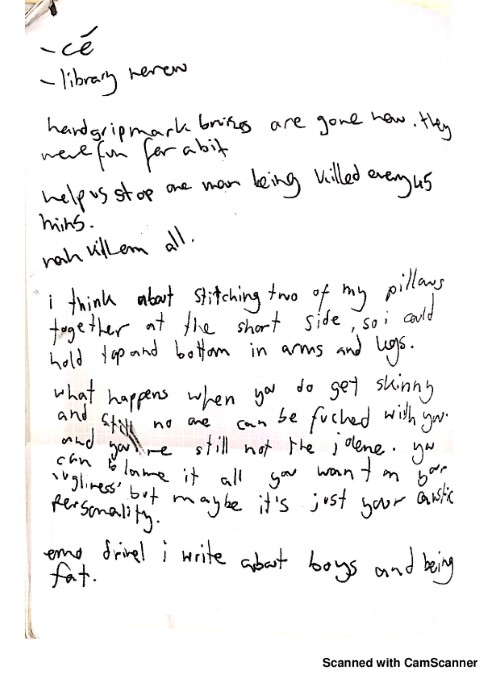 - cé
- library renew
handgripmark bruises are gone now. they
were fun for a bit
help us stop one man being killed every 45
mins.
nah kill em all.
i think about stitching two of my pillows
together at the short side, so i could
hold top and bottom in arms and legs.
what happens when you do get skinny
and still no one can be fucked with you.
and you're still not the jolene. you
can blame it all you want on your
'ugliness' but maybe it's just your caustic
personality.
emo drivel i write about boys and being
fat.
Scanned with CamScanner